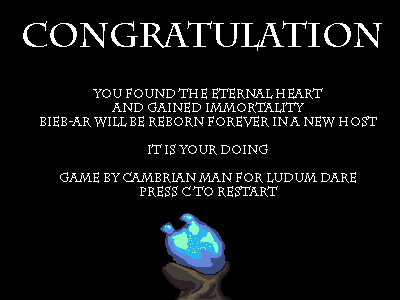 CONGRATULATION
YOU FOUND THE ETERNAL HEART
AND GAINED IMMORTALITY
BIEB-AR WILL BE REBORN FOREVER IN A NEW HOST
IT IS YOUR DOING
GAME BY CAMBRIAN MAN FOR LUDUM DARE
PRESS C TO RESTART